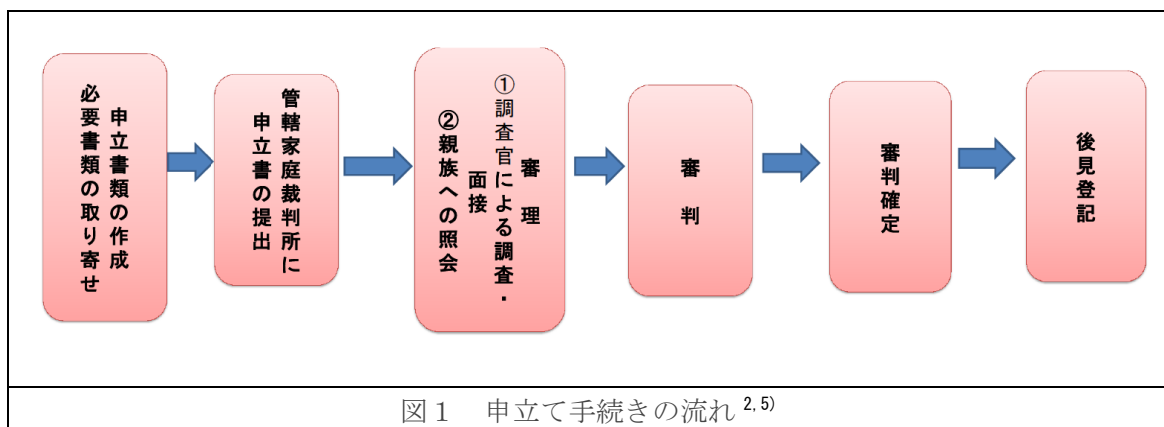 申立書類の作成
必要書類の取り寄せ
管轄家庭裁判所に
申立書の提出
審　理
①調査官による調査・
面接
②親族への照会
審　判
審判確定
後見登記
図１　申立て手続きの流れ 2,5)